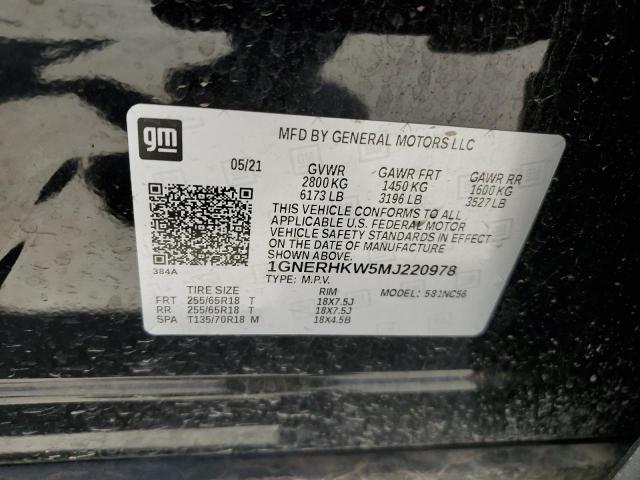 gm
MFD BY GENERAL MOTORS LLC
05/21 GVWR GAWR FRT GAWR RR
2800 KG 1450 KG 1600 KG
6173 LB 3196 LB 3527 LB
THIS VEHICLE CONFORMS TO ALL
APPLICABLE U.S. FEDERAL MOTOR
VEHICLE SAFETY STANDARDS IN EFFECT
ON THE DATE OF MANUFACTURE
SHOWN ABOVE.
384A 1GNERHKW5MJ220978
TYPE: M.P.V. MODEL: 581NC56
TIRE SIZE RIM
FRT 255/65R18 T 18X7.5J
RR 255/65R18 T 18X7.5J
SPA T135/70R18 M 18X4.5B